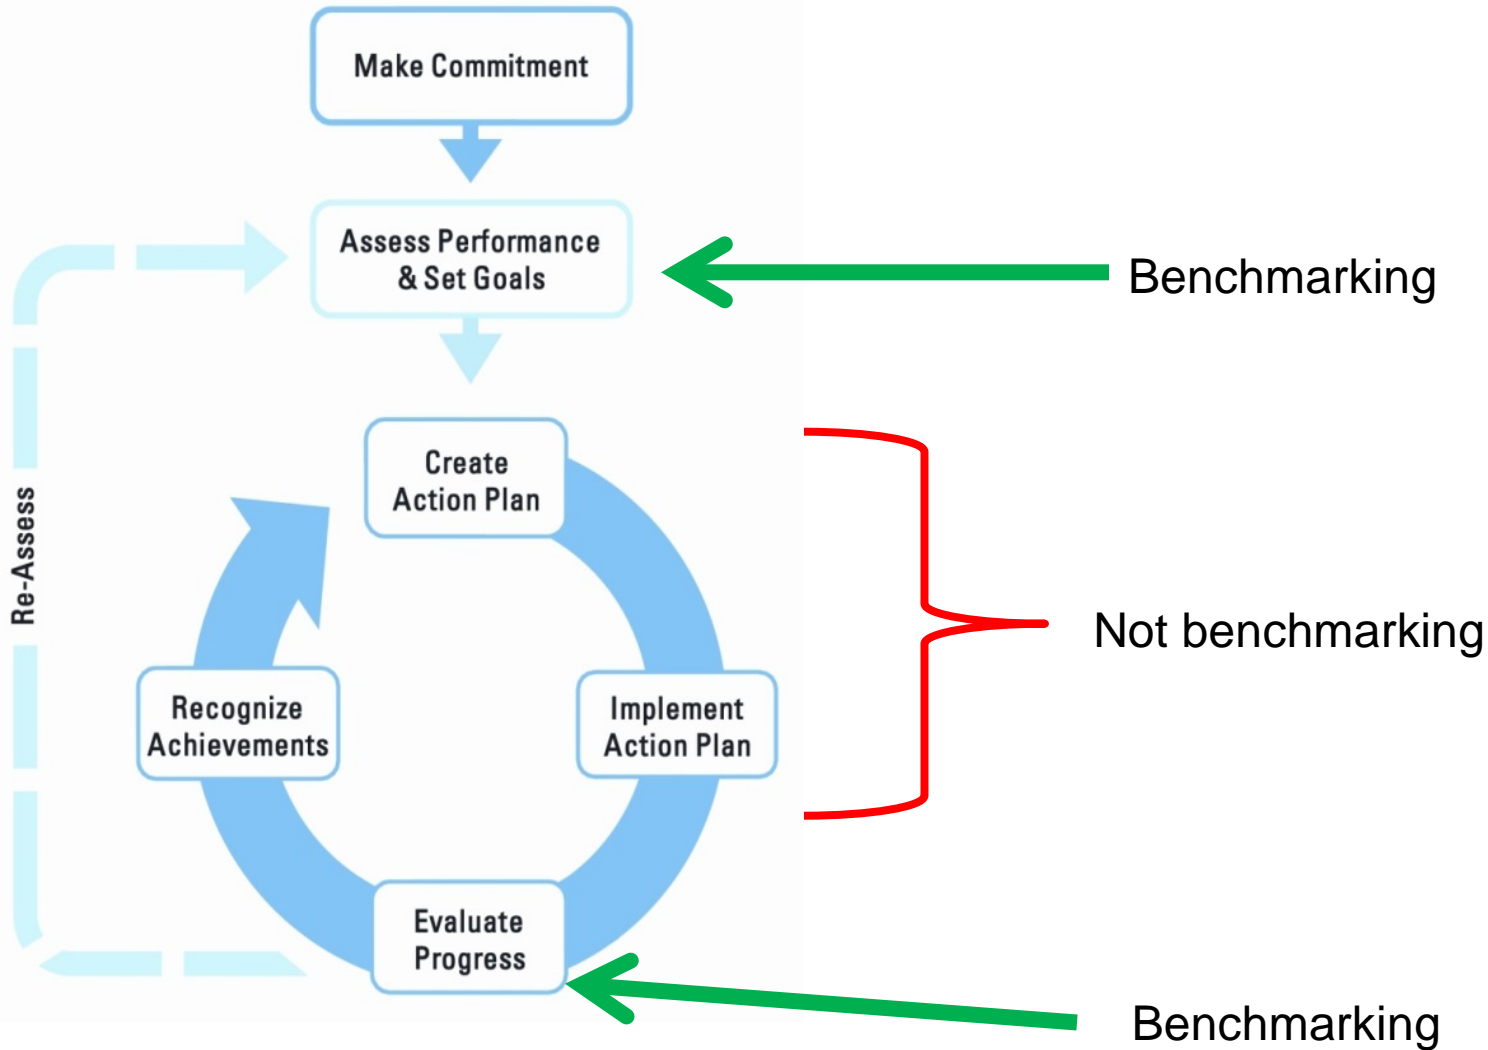 Make Commitment
Assess Performance
& Set Goals
Benchmarking
Create
Action Plan
Re-Assess
Not benchmarking
Recognize
Achievements
Implement
Action Plan
Evaluate
Progress
Benchmarking